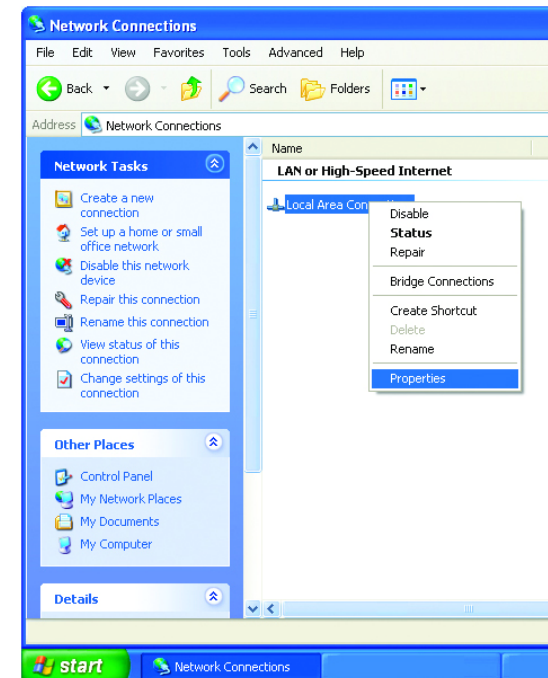 Network Connections
File Edit View Favorites Tools Advanced Help
Back Search Folders
Address Network Connections
Network Tasks
Create a new
connection
Set up a home or small
office network
Disable this network
device
Repair this connection
Rename this connection
View status of this
connection
Change settings of this
connection
Other Places
Control Panel
My Network Places
My Documents
My Computer
Details
Name
LAN or High-Speed Internet
Local Area
Disable
Status
Repair
Bridge Connections
Create Shortcut
Delete
Rename
Properties
start Network Connections